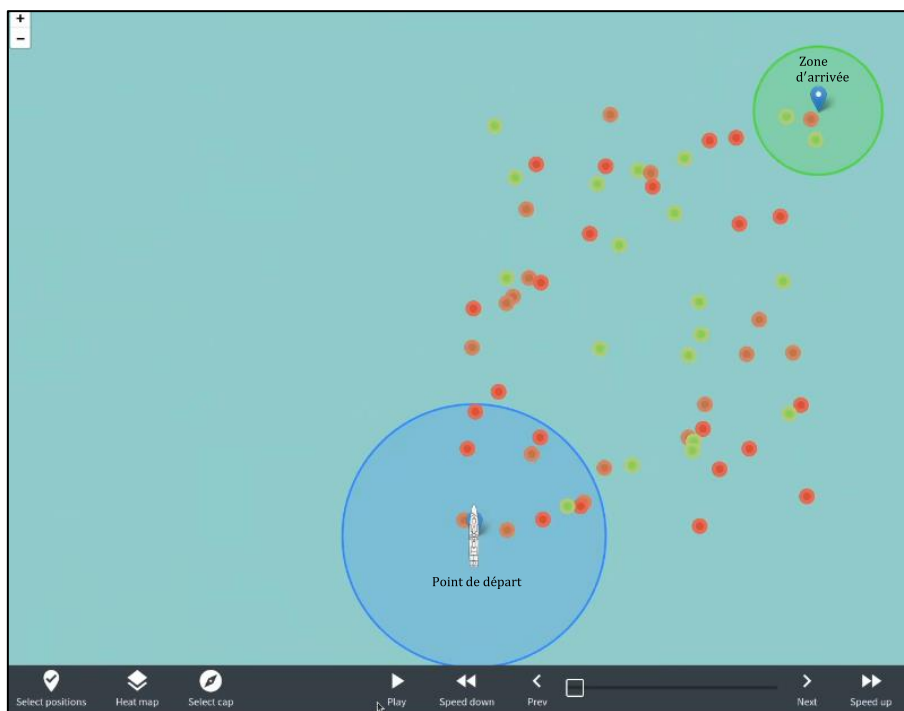 +
−
Zone
d'arrivée
Point de départ
Select positions Heat map Select cap Play Speed down Prev Next Speed up